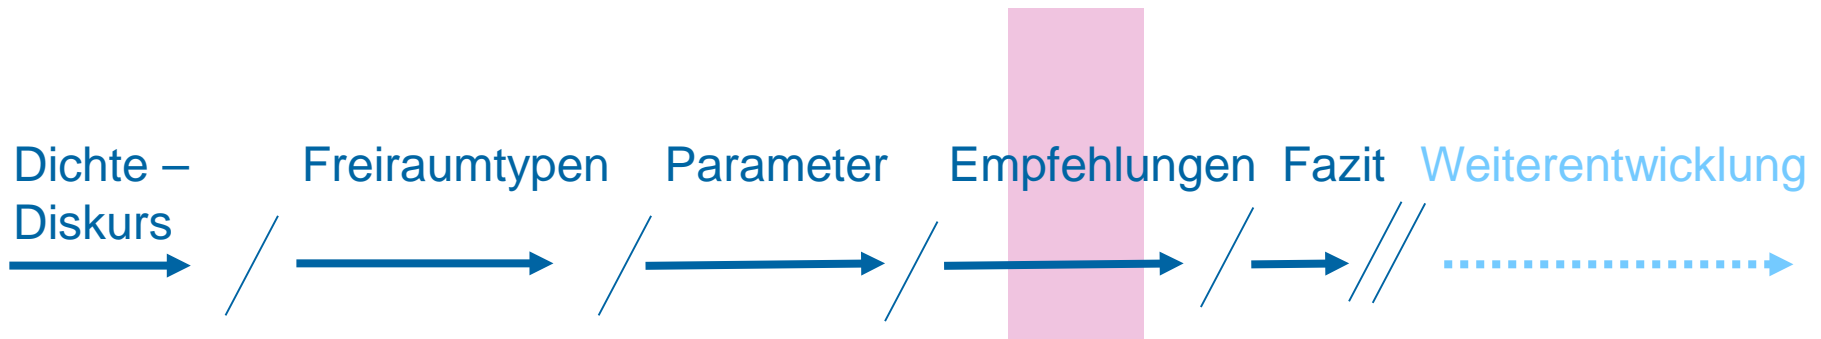 Dichte –
Diskurs
Freiraumtypen
Parameter
Empfehlungen
Fazit
Weiterentwicklung